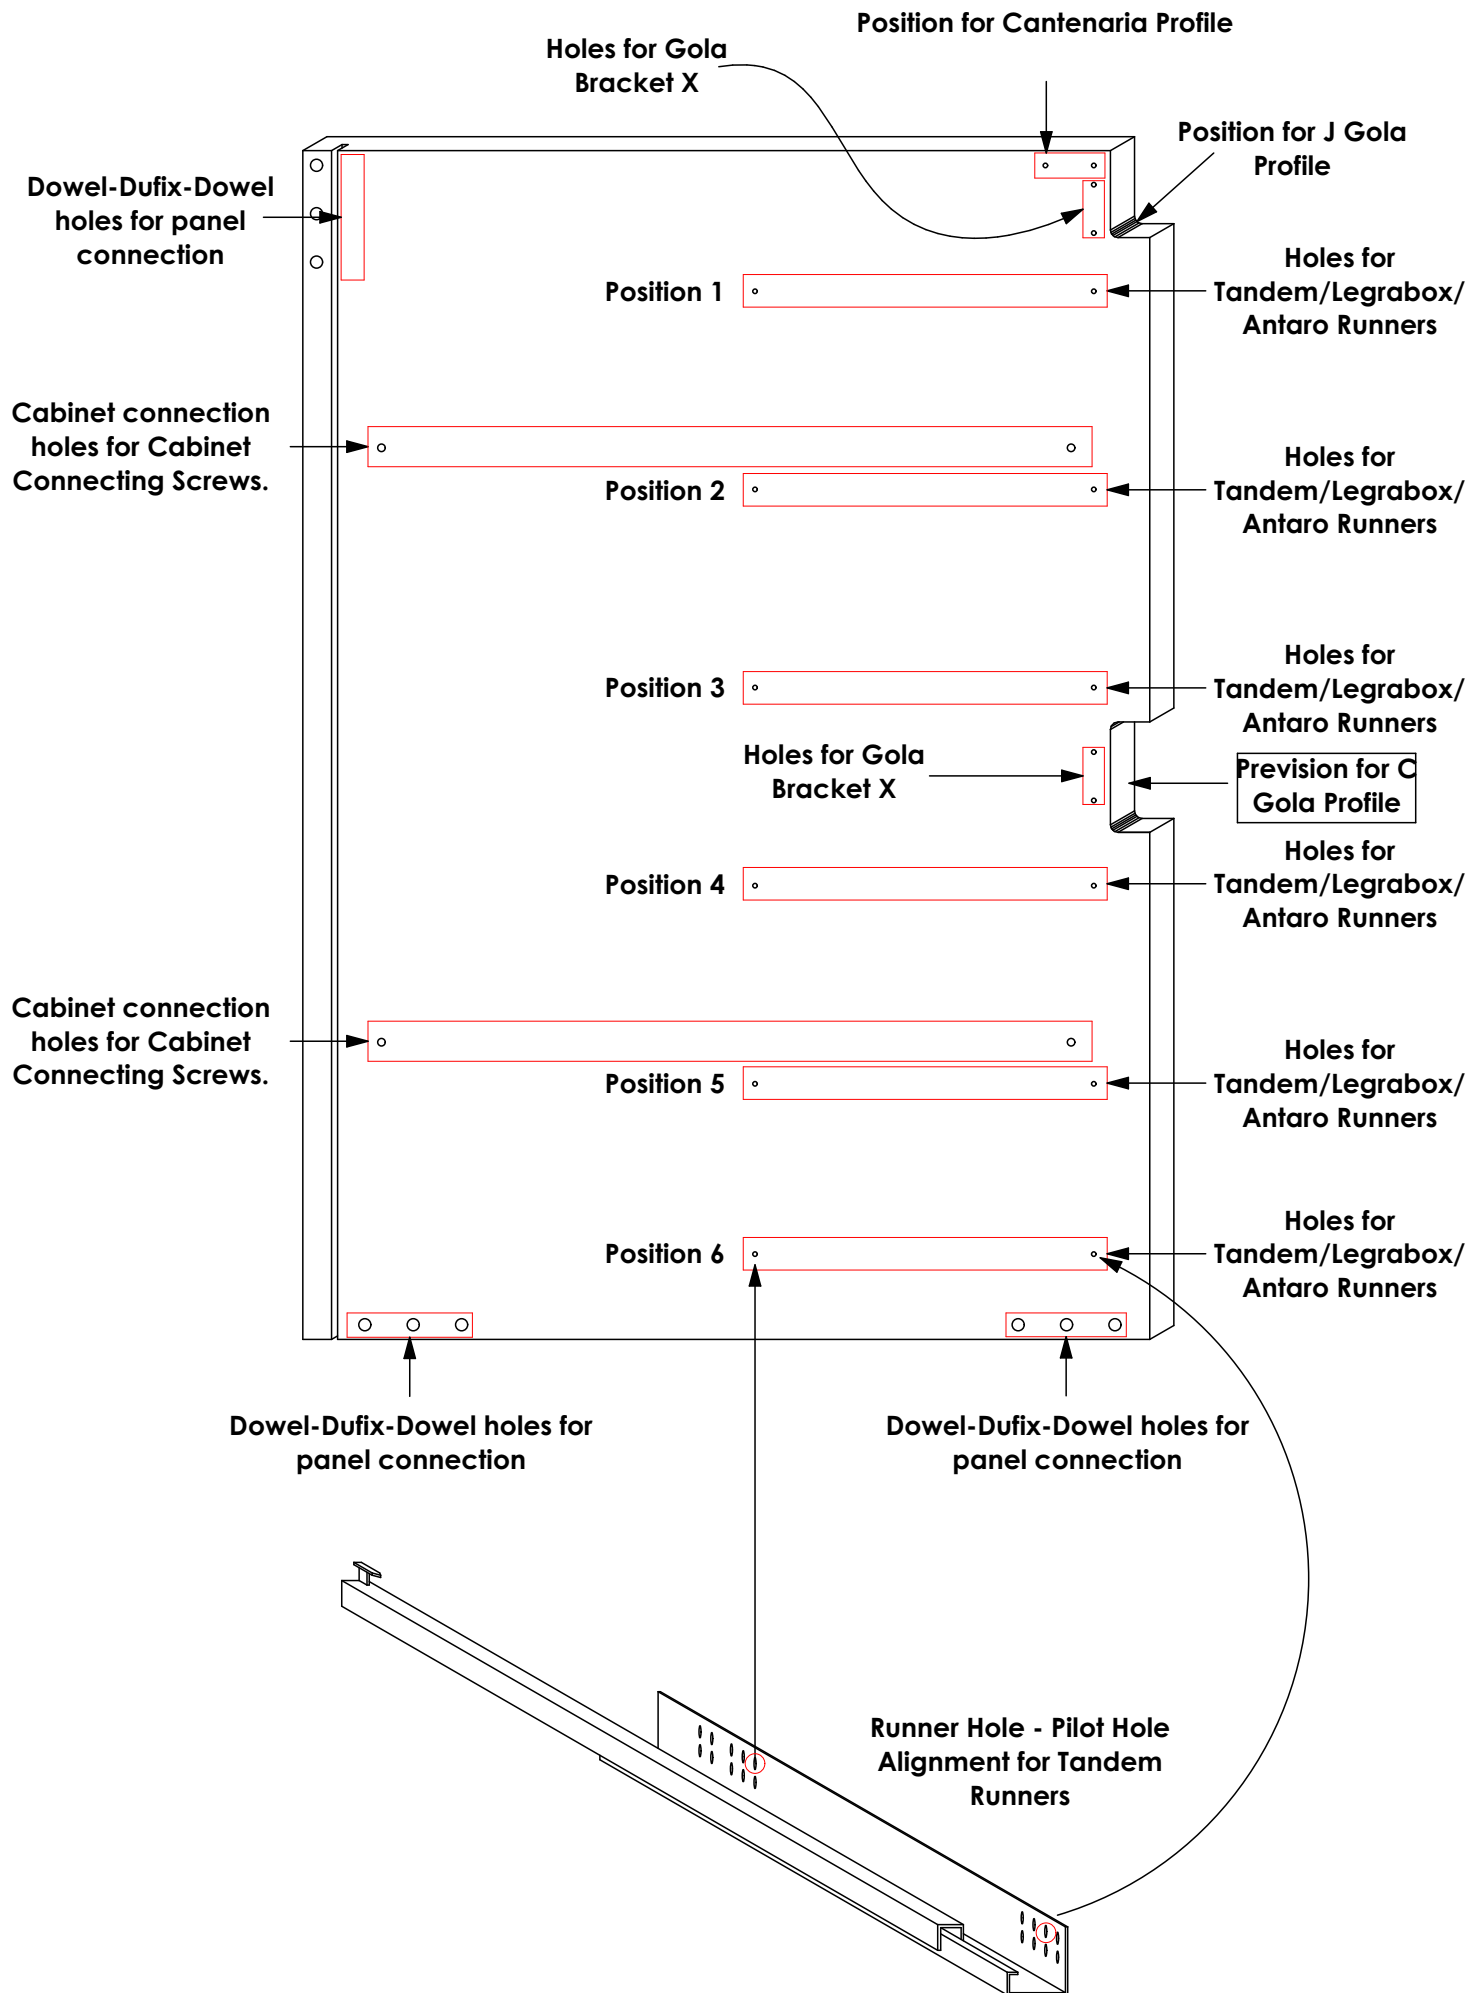 Position for Cantenaria Profile
Holes for Gola
Bracket X
Position for J Gola
Profile
Dowel-Dufix-Dowel
holes for panel
connection
Position 1
Holes for
Tandem/Legrabox/
Antaro Runners
Cabinet connection
holes for Cabinet
Connecting Screws.
Position 2
Holes for
Tandem/Legrabox/
Antaro Runners
Position 3
Holes for
Tandem/Legrabox/
Antaro Runners
Holes for Gola
Bracket X
Prevision for C
Gola Profile
Position 4
Holes for
Tandem/Legrabox/
Antaro Runners
Cabinet connection
holes for Cabinet
Connecting Screws.
Position 5
Holes for
Tandem/Legrabox/
Antaro Runners
Position 6
Holes for
Tandem/Legrabox/
Antaro Runners
Dowel-Dufix-Dowel holes for
panel connection
Dowel-Dufix-Dowel holes for
panel connection
Runner Hole - Pilot Hole
Alignment for Tandem
Runners